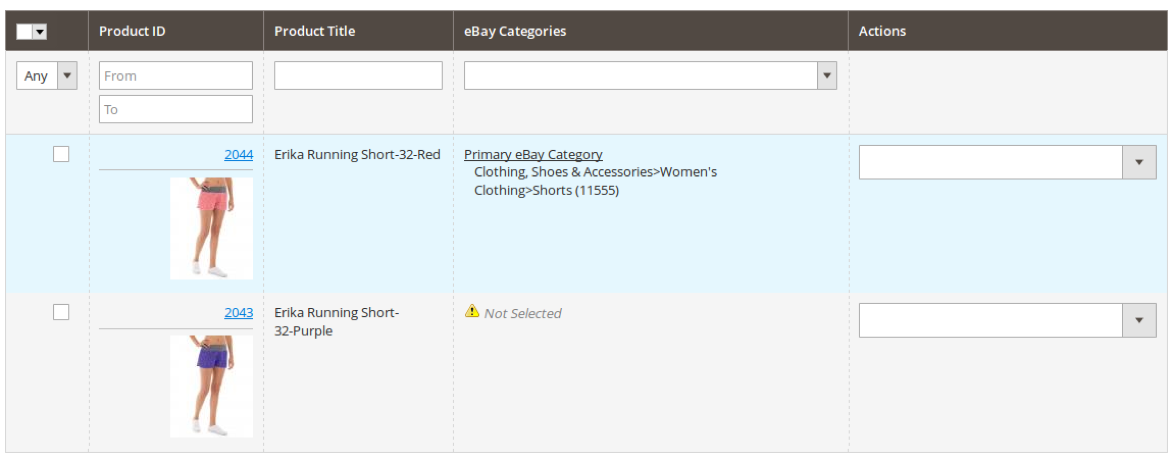 Product ID
Product Title
eBay Categories
Actions
Any
From
To
2044
Erika Running Short-32-Red
Primary eBay Category
Clothing, Shoes & Accessories>Women's
Clothing>Shorts (11555)
2043
Erika Running Short-
32-Purple
Not Selected